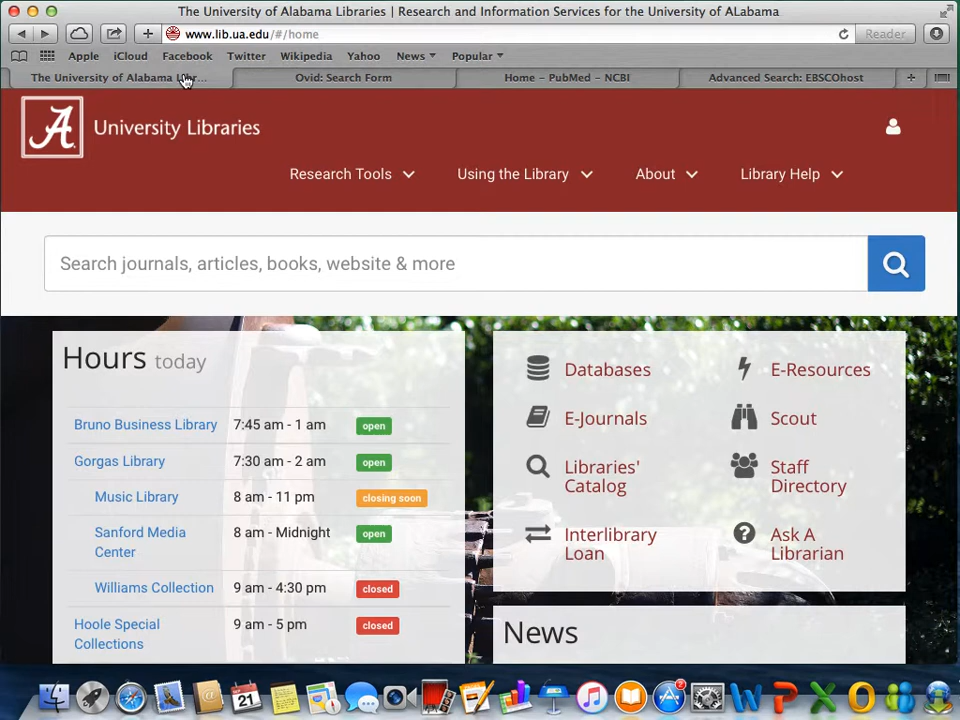 The University of Alabama Libraries | Research and Information Services for the University of ALabama
www.lib.ua.edu/#/home
Reader
Apple iCloud Facebook Twitter Wikipedia Yahoo News Popular
The University of Alabama Libr... Ovid: Search Form Home – PubMed – NCBI Advanced Search: EBSCOhost
A University Libraries
Research Tools Using the Library About Library Help
Search journals, articles, books, website & more
Hours today
Bruno Business Library 7:45 am - 1 am open
Gorgas Library 7:30 am - 2 am open
Music Library 8 am - 11 pm closing soon
Sanford Media Center 8 am - Midnight open
Williams Collection 9 am - 4:30 pm closed
Hoole Special Collections 9 am - 5 pm closed
Databases E-Resources
E-Journals Scout
Libraries' Catalog Staff Directory
Interlibrary Loan Ask A Librarian
News
21
7